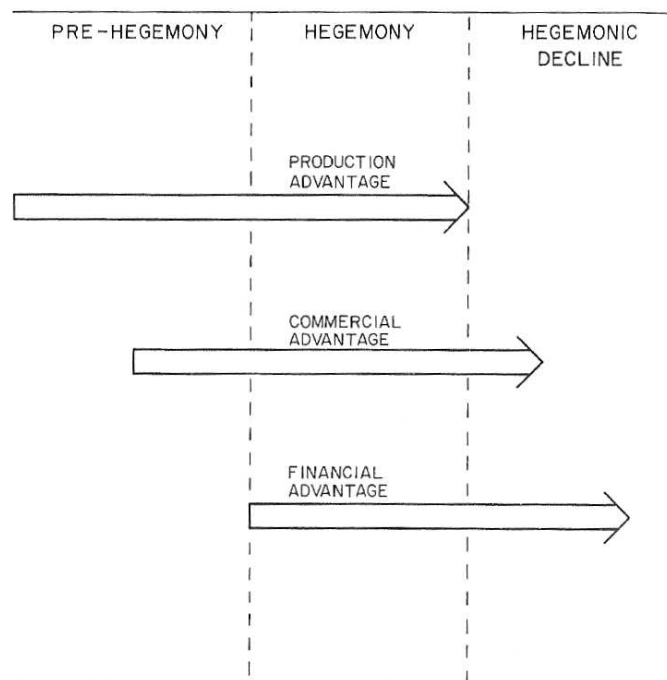 PRE-HEGEMONY
HEGEMONY
HEGEMONIC
DECLINE
PRODUCTION
ADVANTAGE
COMMERCIAL
ADVANTAGE
FINANCIAL
ADVANTAGE